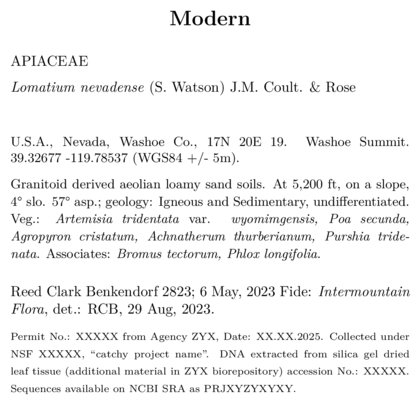 Modern
APIACEAE
Lomatium nevadense (S. Watson) J.M. Coult. & Rose
U.S.A., Nevada, Washoe Co., 17N 20E 19. Washoe Summit.
39.32677 -119.78537 (WGS84 +/- 5m).
Granitoid derived aeolian loamy sand soils. At 5,200 ft, on a slope,
4° slo. 57° asp.; geology: Igneous and Sedimentary, undifferentiated.
Veg.: Artemisia tridentata var. wyomimgensis, Poa secunda,
Agropyron cristatum, Achnatherum thurberianum, Purshia tride-
nata. Associates: Bromus tectorum, Phlox longifolia.
Reed Clark Benkendorf 2823; 6 May, 2023 Fide: Intermountain
Flora, det.: RCB, 29 Aug, 2023.
Permit No.: XXXXX from Agency ZYX, Date: XX.XX.2025. Collected under
NSF XXXXX, “catchy project name”. DNA extracted from silica gel dried
leaf tissue (additional material in ZYX biorepository) accession No.: XXXXX.
Sequences available on NCBI SRA as PRJXYZYXYXY.